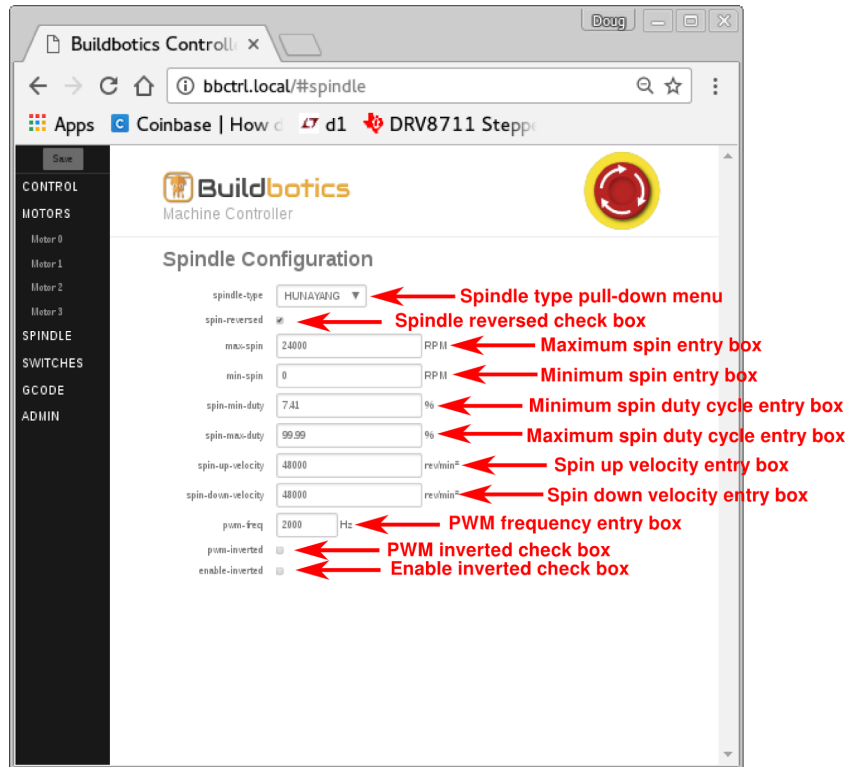 Doug
Buildbotics Controll
bbctrl.local/#spindle
Apps Coinbase | How d d1 DRV8711 Steppe
Save
CONTROL
MOTORS
Motor 0
Motor 1
Motor 2
Motor 3
SPINDLE
SWITCHES
GCODE
ADMIN
Buildbotics
Machine Controller
Spindle Configuration
spindle-type HUNAYANG Spindle type pull-down menu
spin-reversed Spindle reversed check box
max-spin 24000 RPM Maximum spin entry box
min-spin 0 RPM Minimum spin entry box
spin-min-duty 7.41 % Minimum spin duty cycle entry box
spin-max-duty 99.99 % Maximum spin duty cycle entry box
spin-up-velocity 48000 rev/min² Spin up velocity entry box
spin-down-velocity 48000 rev/min² Spin down velocity entry box
pwm-freq 2000 Hz PWM frequency entry box
pwm-inverted PWM inverted check box
enable-inverted Enable inverted check box